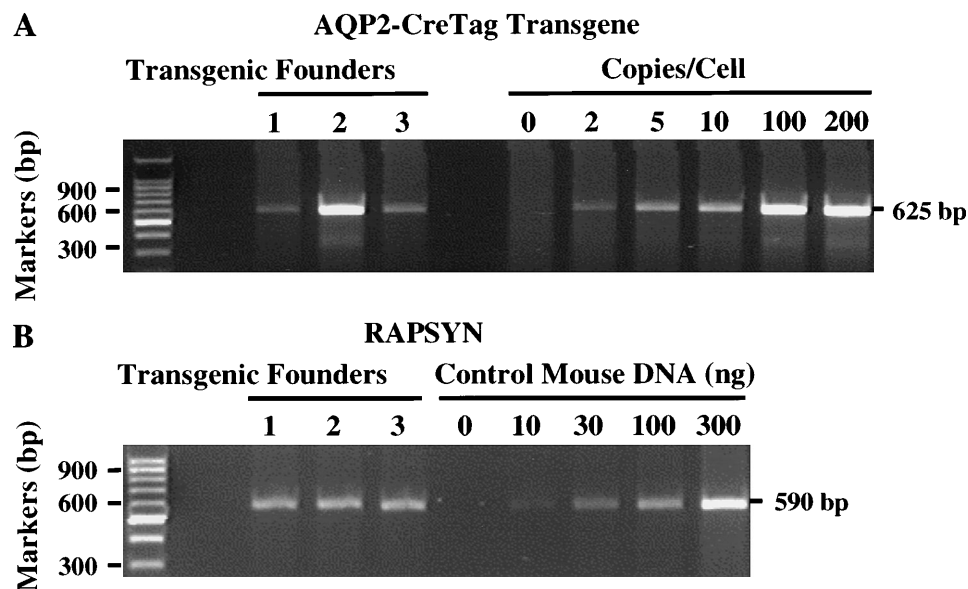 A
AQP2-CreTag Transgene
Transgenic Founders
Copies/Cell
1 2 3 0 2 5 10 100 200
Markers (bp)
900
600
300
625 bp
B
RAPSYN
Transgenic Founders
Control Mouse DNA (ng)
1 2 3 0 10 30 100 300
Markers (bp)
900
600
300
590 bp